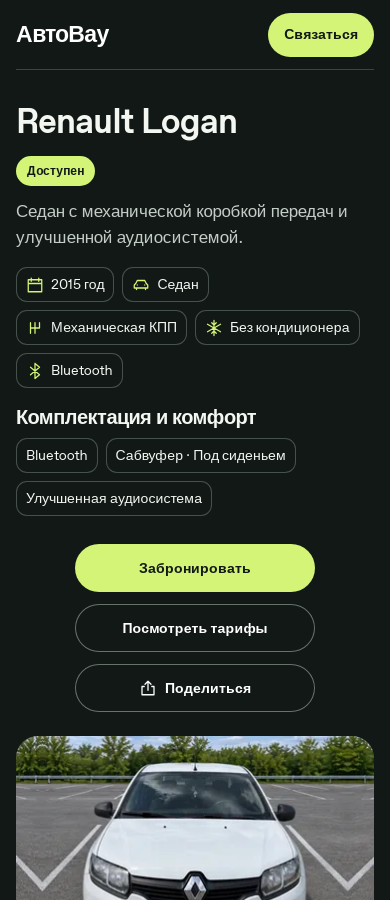 АвтоBay
Связаться
Renault Logan
Доступен
Седан с механической коробкой передач и
улучшенной аудиосистемой.
2015 год
Седан
Механическая КПП
Без кондиционера
Bluetooth
Комплектация и комфорт
Bluetooth
Сабвуфер · Под сиденьем
Улучшенная аудиосистема
Забронировать
Посмотреть тарифы
Поделиться